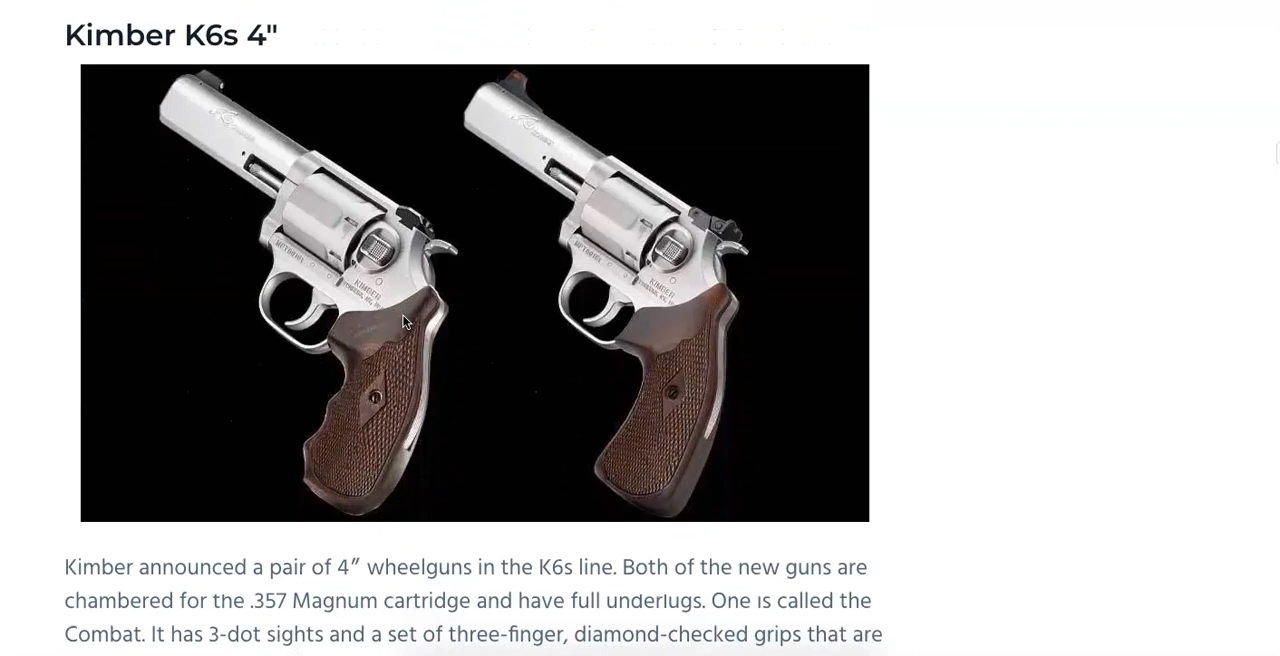 Kimber K6s 4"
KIMBER
KIMBER
Kimber announced a pair of 4″ wheelguns in the K6s line. Both of the new guns are
chambered for the .357 Magnum cartridge and have full underlugs. One is called the
Combat. It has 3-dot sights and a set of three-finger, diamond-checked grips that are